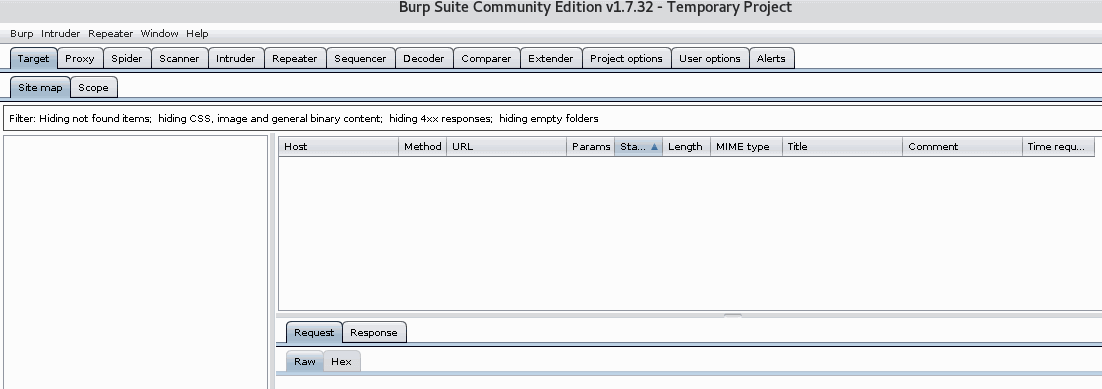 Burp Suite Community Edition v1.7.32 - Temporary Project
Burp Intruder Repeater Window Help
Target Proxy Spider Scanner Intruder Repeater Sequencer Decoder Comparer Extender Project options User options Alerts
Site map Scope
Filter: Hiding not found items; hiding CSS, image and general binary content; hiding 4xx responses; hiding empty folders
Host Method URL Params Sta... Length MIME type Title Comment Time requ...
Request Response
Raw Hex